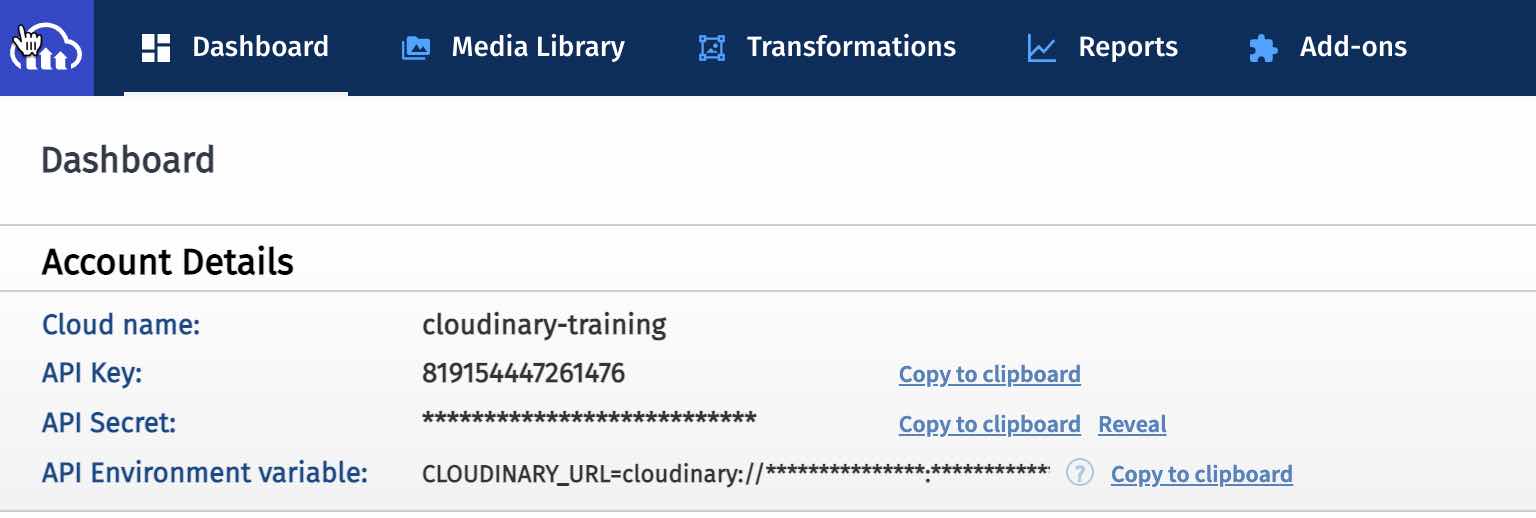 Dashboard Media Library Transformations Reports Add-ons
Dashboard
Account Details
Cloud name: cloudinary-training
API Key: 819154447261476 Copy to clipboard
API Secret: *************************** Copy to clipboard Reveal
API Environment variable: CLOUDINARY_URL=cloudinary://***************:*********** ? Copy to clipboard